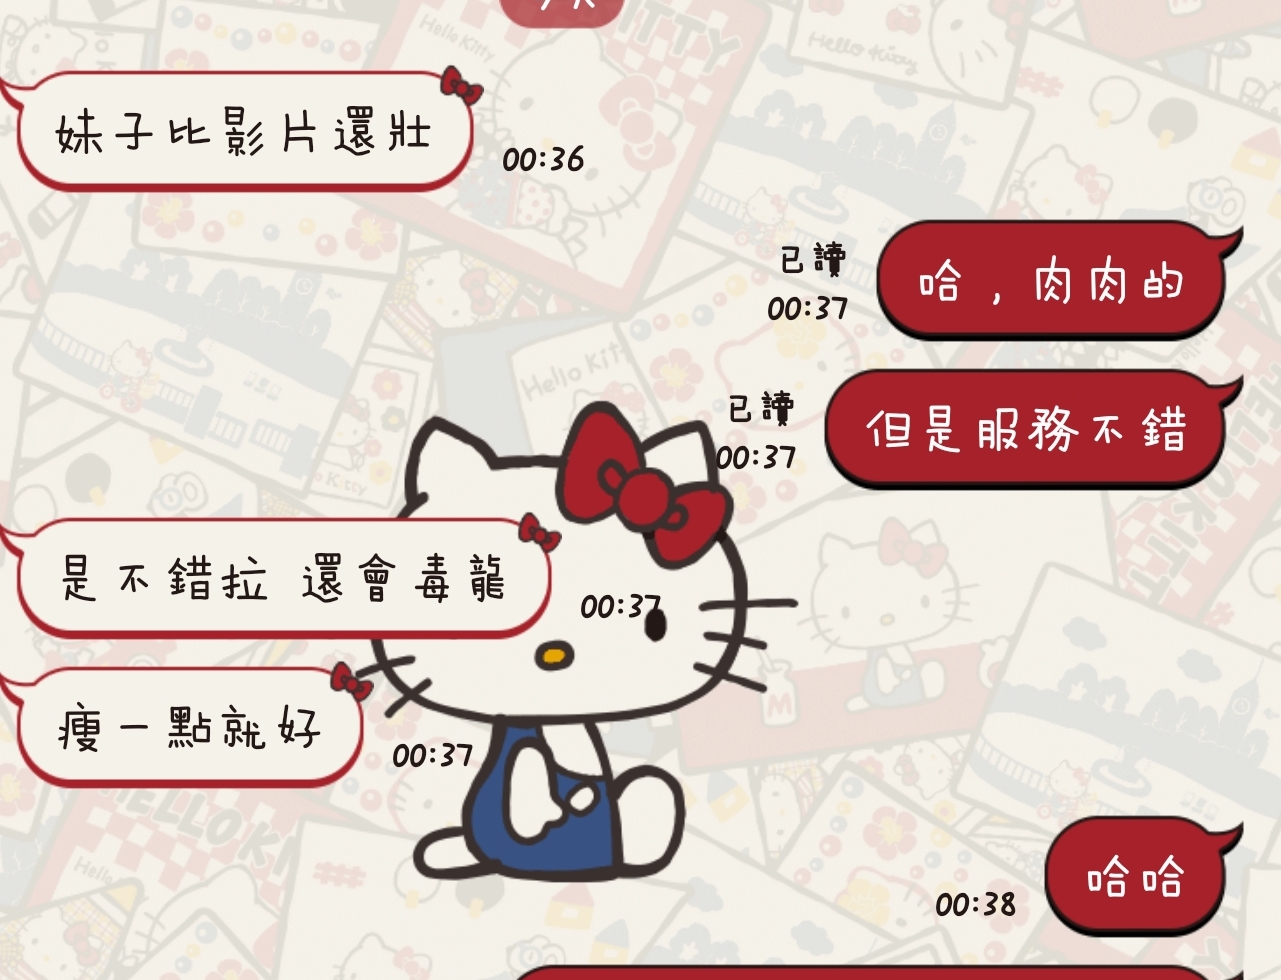 妹子比影片還壯
00:36
已讀
00:37
哈，肉肉的
已讀
00:37
但是服務不錯
是不錯拉 還會毒龍
00:37
瘦一點就好
00:37
00:38
哈哈